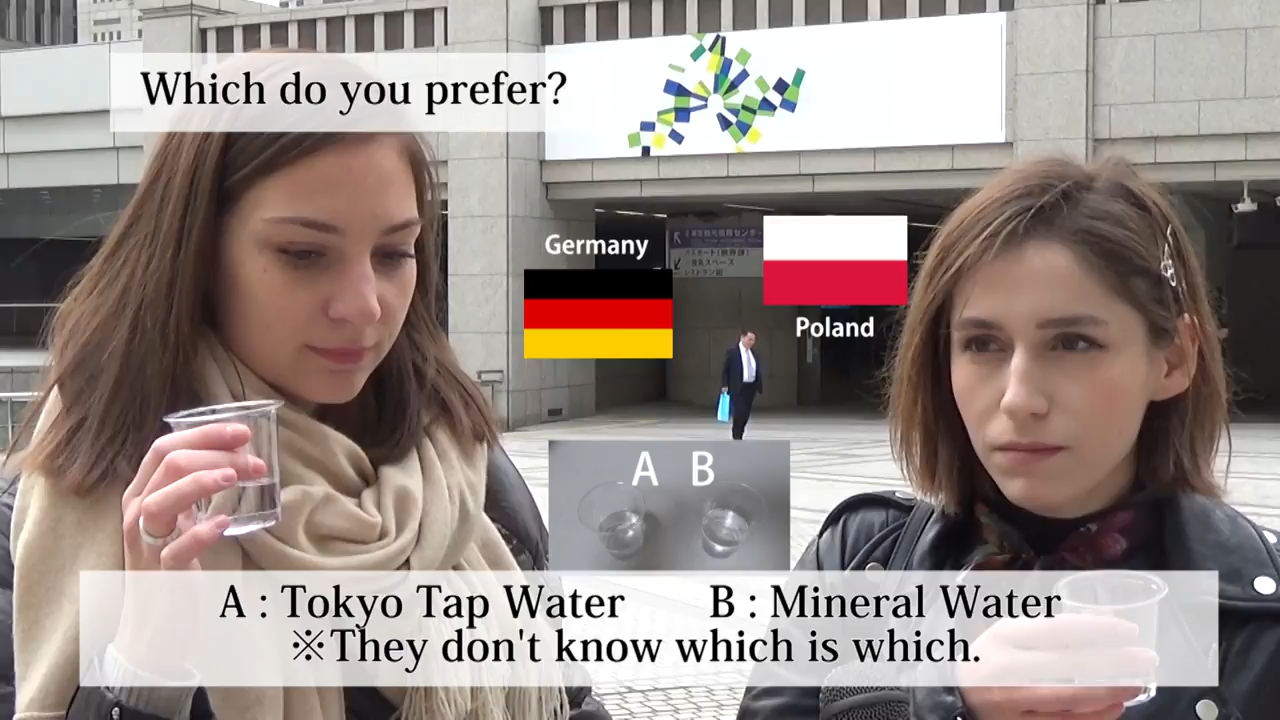 Which do you prefer?
Germany
Poland
A B
A : Tokyo Tap Water B : Mineral Water
※They don't know which is which.